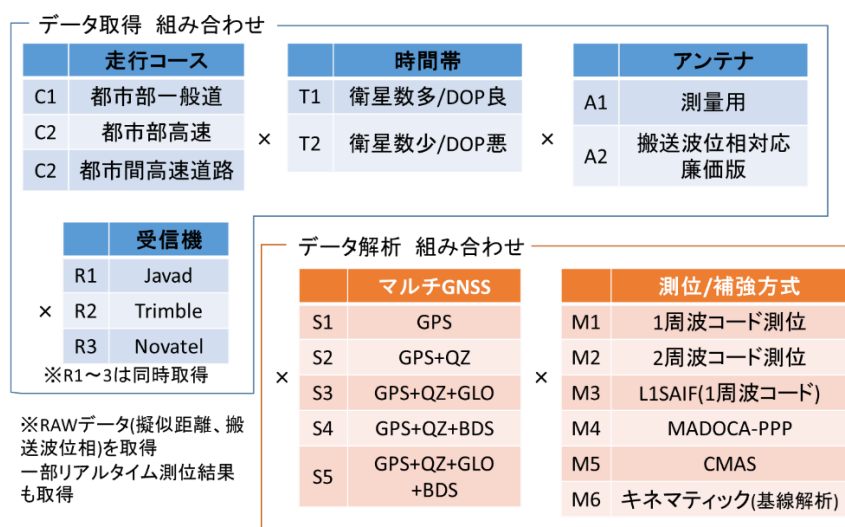 データ取得 組み合わせ
走行コース
C1 都市部一般道
C2 都市部高速
C2 都市間高速道路
×
時間帯
T1 衛星数多/DOP良
T2 衛星数少/DOP悪
×
アンテナ
A1 測量用
A2 搬送波位相対応
廉価版
×
受信機
R1 Javad
R2 Trimble
R3 Novatel
※R1～3は同時取得
※RAWデータ(擬似距離、搬
送波位相)を取得
一部リアルタイム測位結果
も取得
データ解析 組み合わせ
×
マルチGNSS
S1 GPS
S2 GPS+QZ
S3 GPS+QZ+GLO
S4 GPS+QZ+BDS
S5 GPS+QZ+GLO
+BDS
×
測位/補強方式
M1 1周波コード測位
M2 2周波コード測位
M3 L1SAIF(1周波コード)
M4 MADOCA-PPP
M5 CMAS
M6 キネマティック(基線解析)